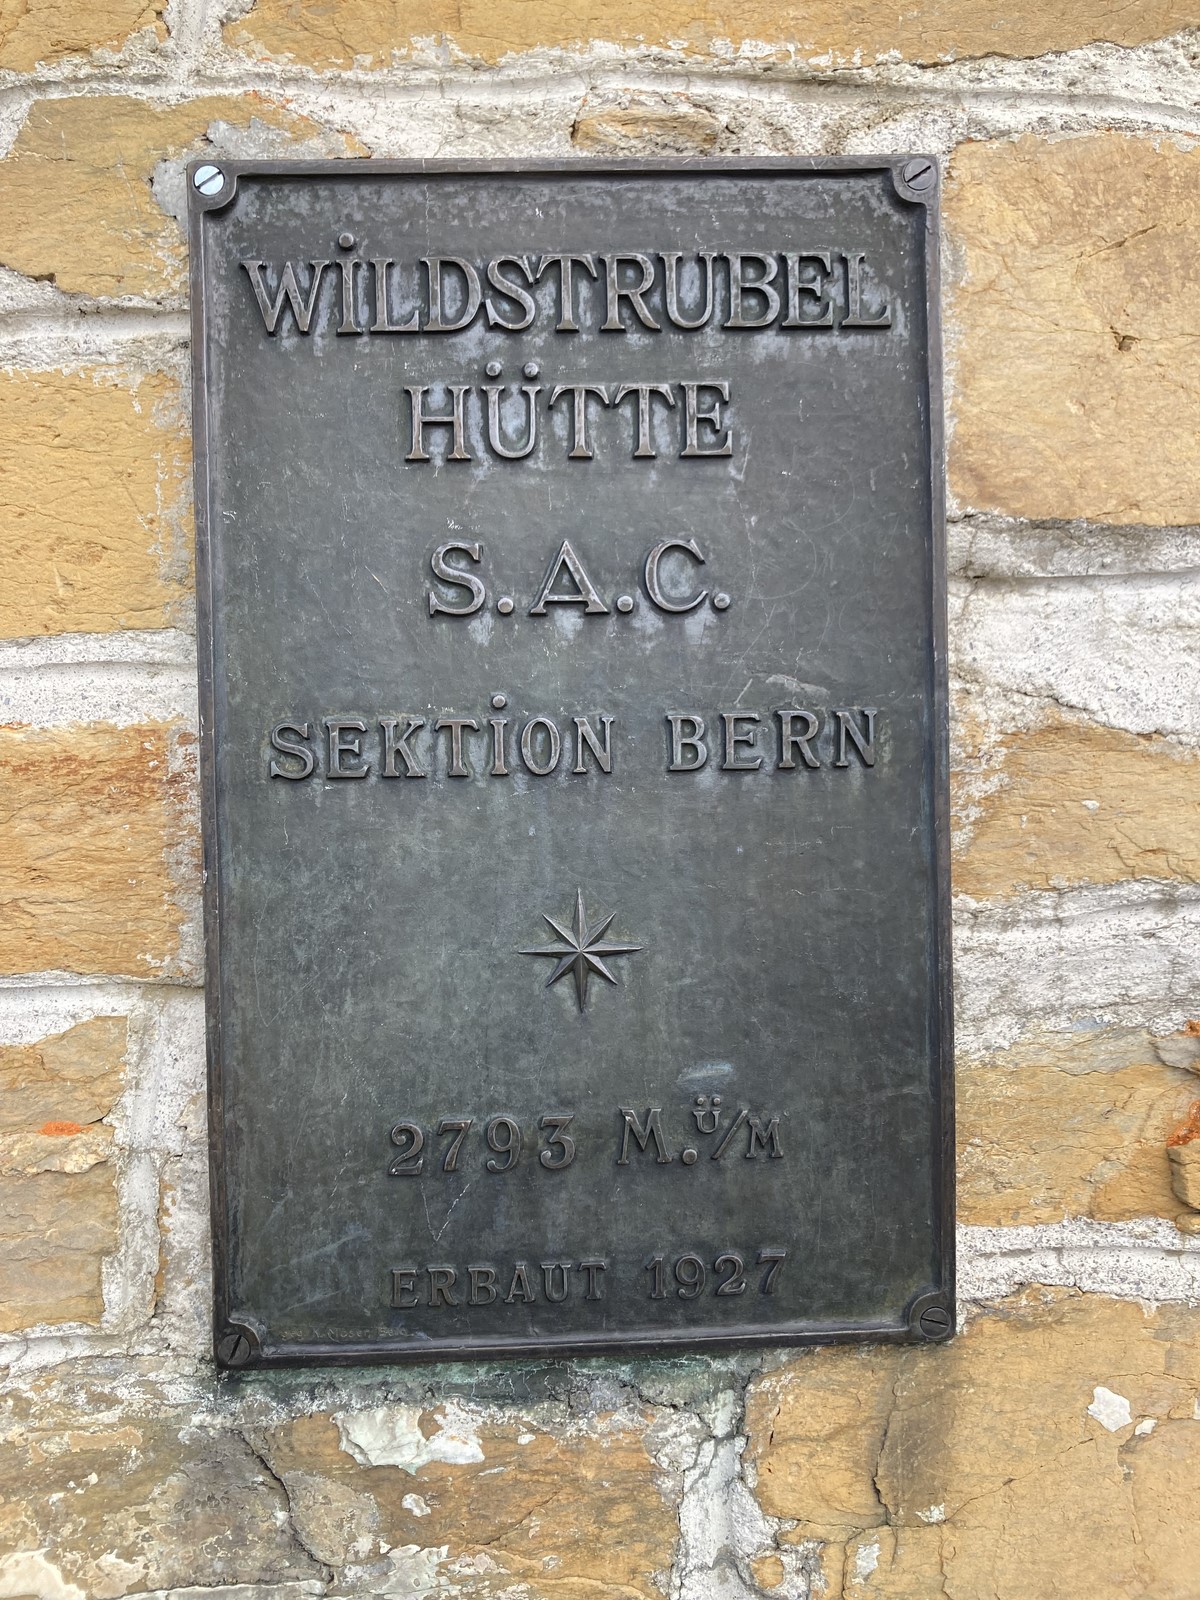 WİLDSTRUBEL
HÜTTE
S.A.C.
SEKTİON BERN
2793 M.Ü/M
ERBAUT 1927